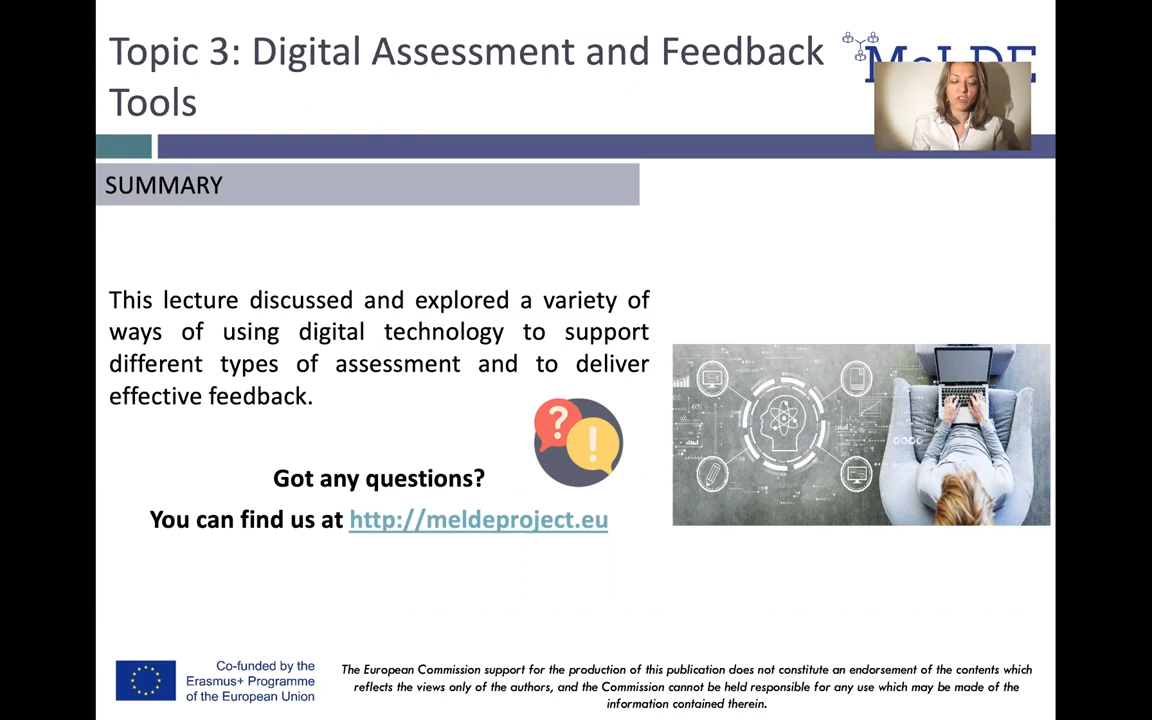 Topic 3: Digital Assessment and Feedback
Tools
MeLDE
SUMMARY
This lecture discussed and explored a variety of
ways of using digital technology to support
different types of assessment and to deliver
effective feedback.
? !
Got any questions?
You can find us at http://meldeproject.eu
Co-funded by the
Erasmus+ Programme
of the European Union
The European Commission support for the production of this publication does not constitute an endorsement of the contents which
reflects the views only of the authors, and the Commission cannot be held responsible for any use which may be made of the
information contained therein.